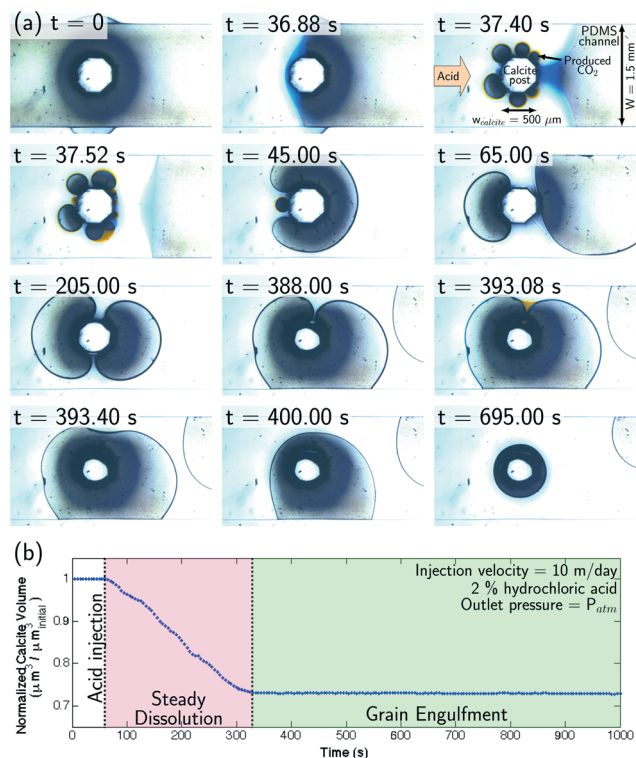 (a) t = 0
t = 36.88 s
t = 37.40 s
PDMS
channel
Produced
CO2
Acid
Calcite
post
W = 1.5 mm
wcalcite = 500 μm
t = 37.52 s
t = 45.00 s
t = 65.00 s
t = 205.00 s
t = 388.00 s
t = 393.08 s
t = 393.40 s
t = 400.00 s
t = 695.00 s
(b)
Normalized Calcite Volume
(μm³ / μm³initial)
1
0.9
0.8
0.7
Acid injection
Steady
Dissolution
Injection velocity = 10 m/day
2 % hydrochloric acid
Outlet pressure = Patm
Grain Engulfment
0 100 200 300 400 500 600 700 800 900 1000
Time (s)